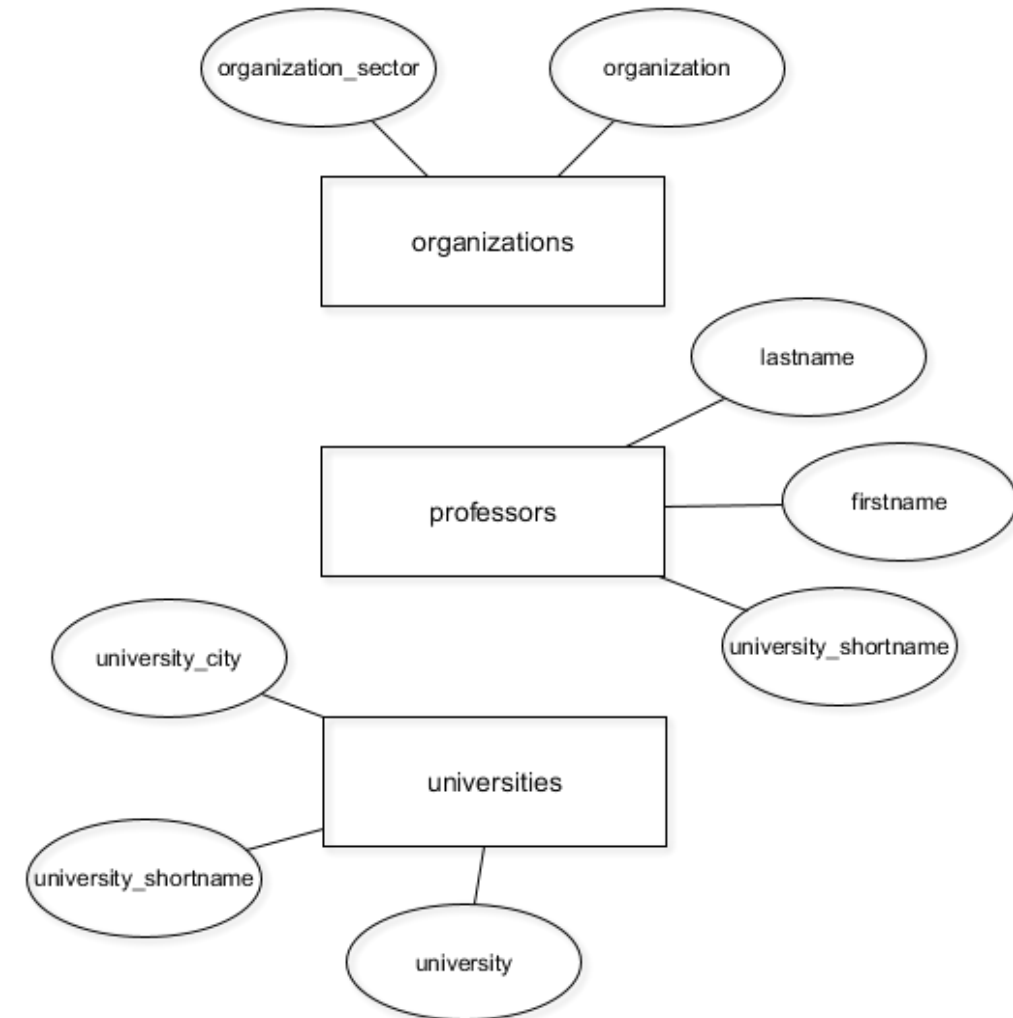 organization_sector
organization
organizations
lastname
professors
firstname
university_shortname
university_city
universities
university_shortname
university